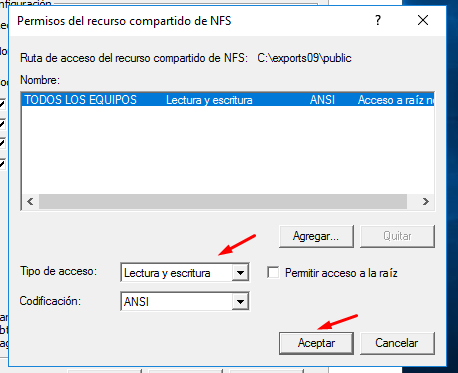 Permisos del recurso compartido de NFS
Ruta de acceso del recurso compartido de NFS: C:\exports09\public
Nombre:
TODOS LOS EQUIPOS Lectura y escritura ANSI Acceso a raíz
Agregar... Quitar
Tipo de acceso: Lectura y escritura Permitir acceso a la raíz
Codificación: ANSI
Aceptar Cancelar